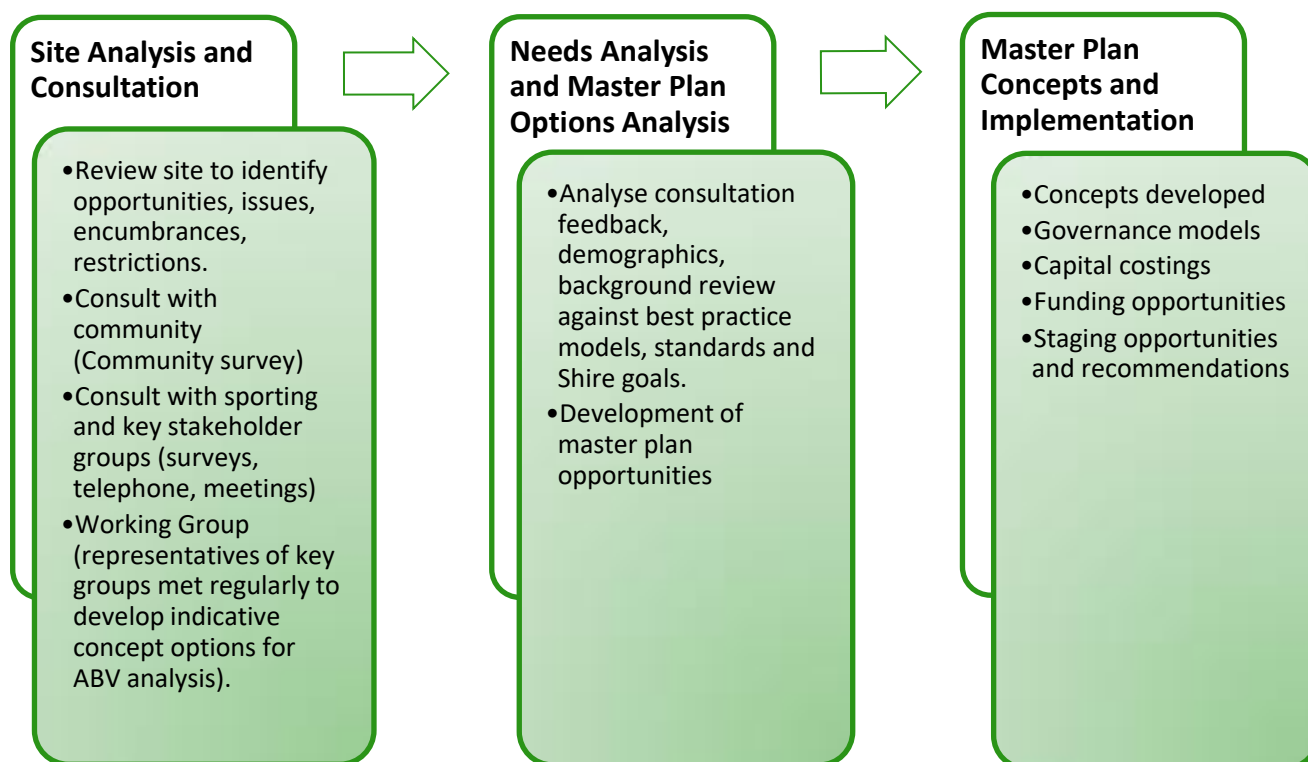 Site Analysis and
Consultation
•Review site to identify
opportunities, issues,
encumbrances,
restrictions.
•Consult with
community
(Community survey)
•Consult with sporting
and key stakeholder
groups (surveys,
telephone, meetings)
•Working Group
(representatives of key
groups met regularly to
develop indicative
concept options for
ABV analysis).
Needs Analysis
and Master Plan
Options Analysis
•Analyse consultation
feedback,
demographics,
background review
against best practice
models, standards and
Shire goals.
•Development of
master plan
opportunities
Master Plan
Concepts and
Implementation
•Concepts developed
•Governance models
•Capital costings
•Funding opportunities
•Staging opportunities
and recommendations